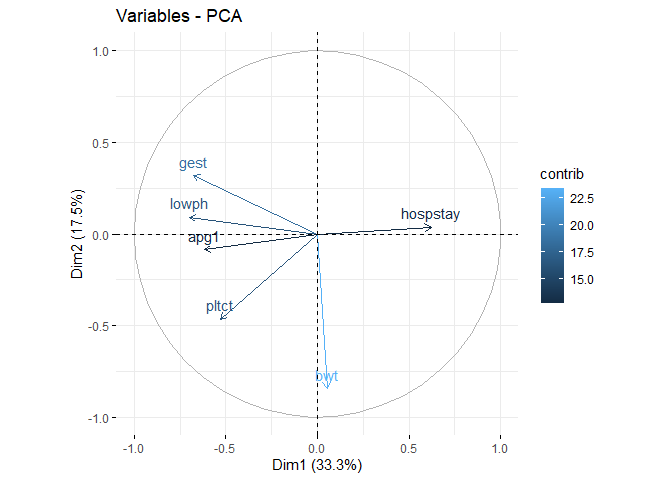 Variables - PCA
1.0
0.5
0.0
-0.5
-1.0
Dim2 (17.5%)
gest
lowph
apg1
pltct
hospstay
bwt
-1.0
-0.5
0.0
0.5
1.0
Dim1 (33.3%)
contrib
22.5
20.0
17.5
15.0